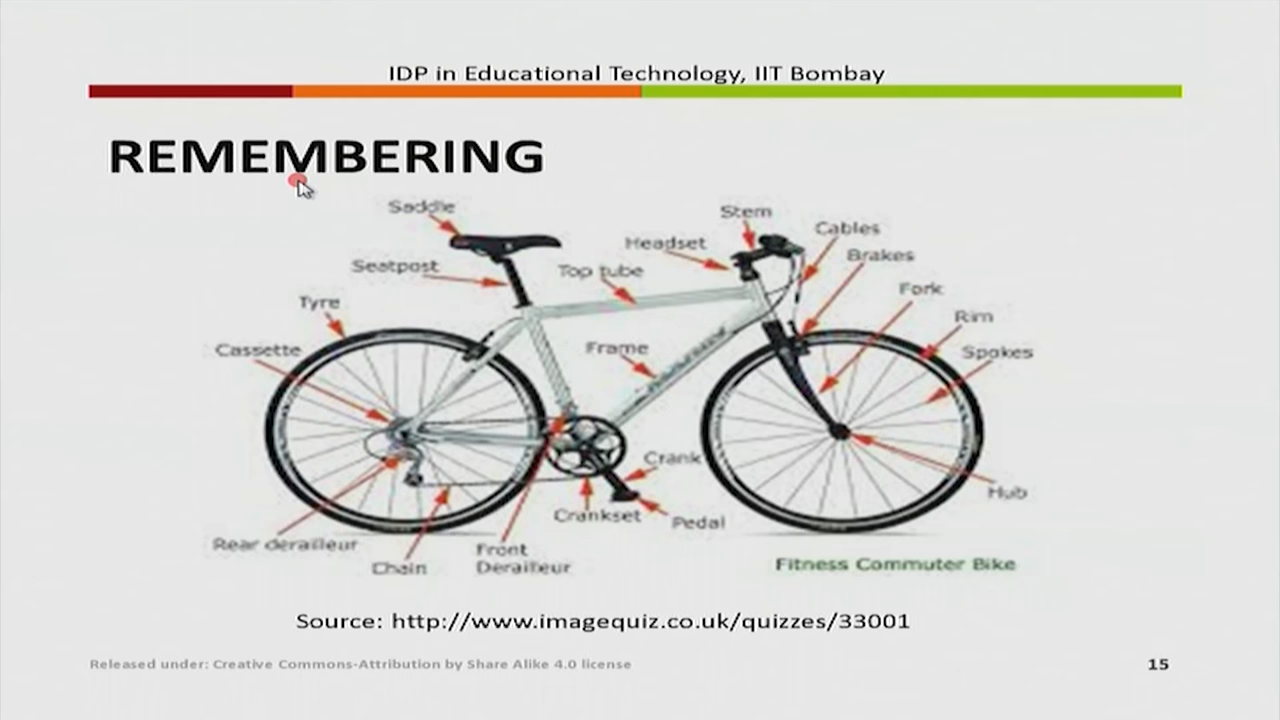 IDP in Educational Technology, IIT Bombay
REMEMBERING
Saddle
Stem
Cables
Headset
Brakes
Seatpost
Top tube
Fork
Tyre
Rim
Cassette
Frame
Spokes
Crank
Hub
Crankset
Pedal
Rear derailleur
Chain
Front
Derailleur
Fitness Commuter Bike
Source: http://www.imagequiz.co.uk/quizzes/33001
Released under: Creative Commons-Attribution by Share Alike 4.0 license
15